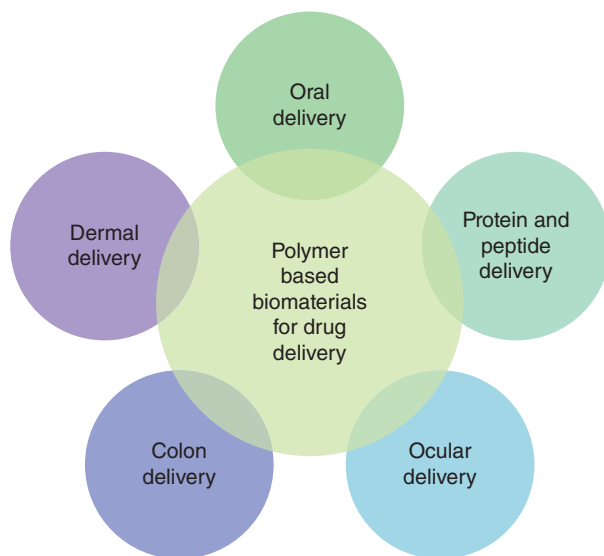 Oral
delivery
Dermal
delivery
Protein and
peptide
delivery
Polymer
based
biomaterials
for drug
delivery
Colon
delivery
Ocular
delivery